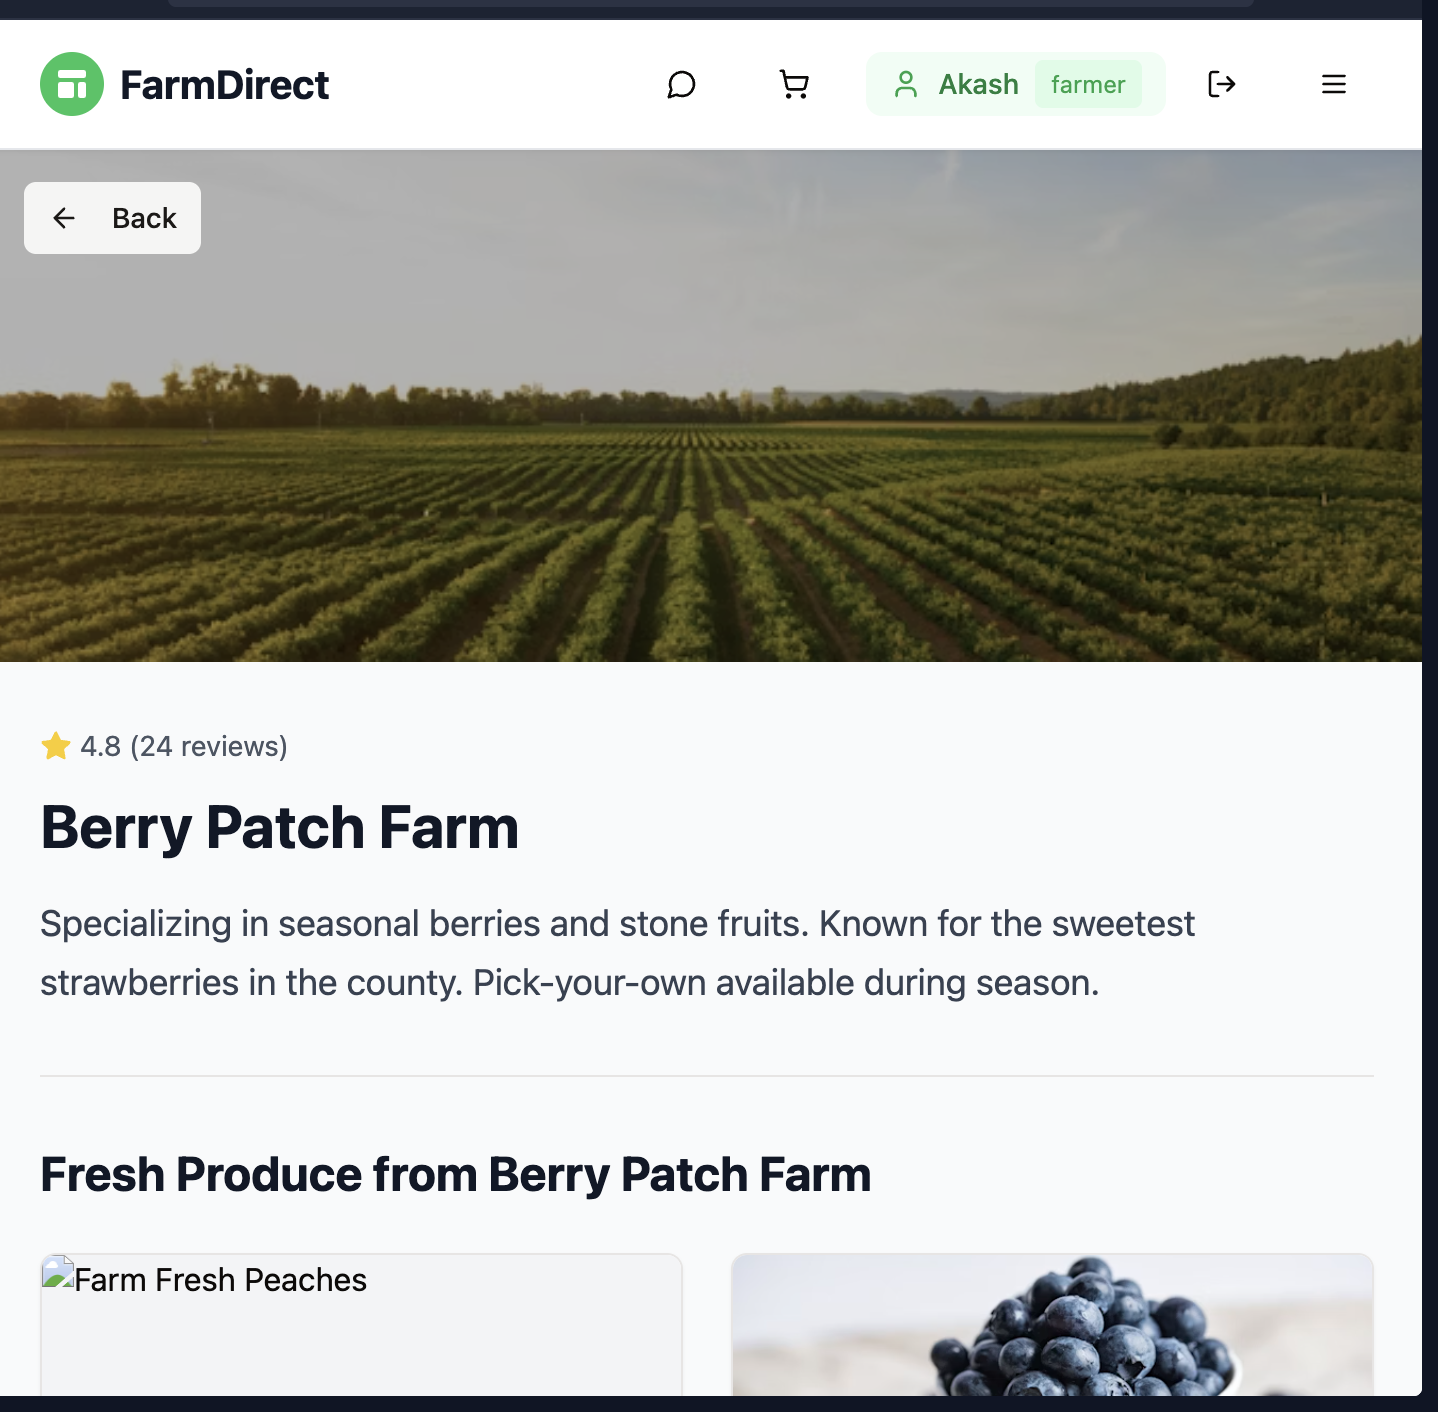 FarmDirect
Akash farmer
Back
4.8 (24 reviews)
Berry Patch Farm
Specializing in seasonal berries and stone fruits. Known for the sweetest
strawberries in the county. Pick-your-own available during season.
Fresh Produce from Berry Patch Farm
Farm Fresh Peaches